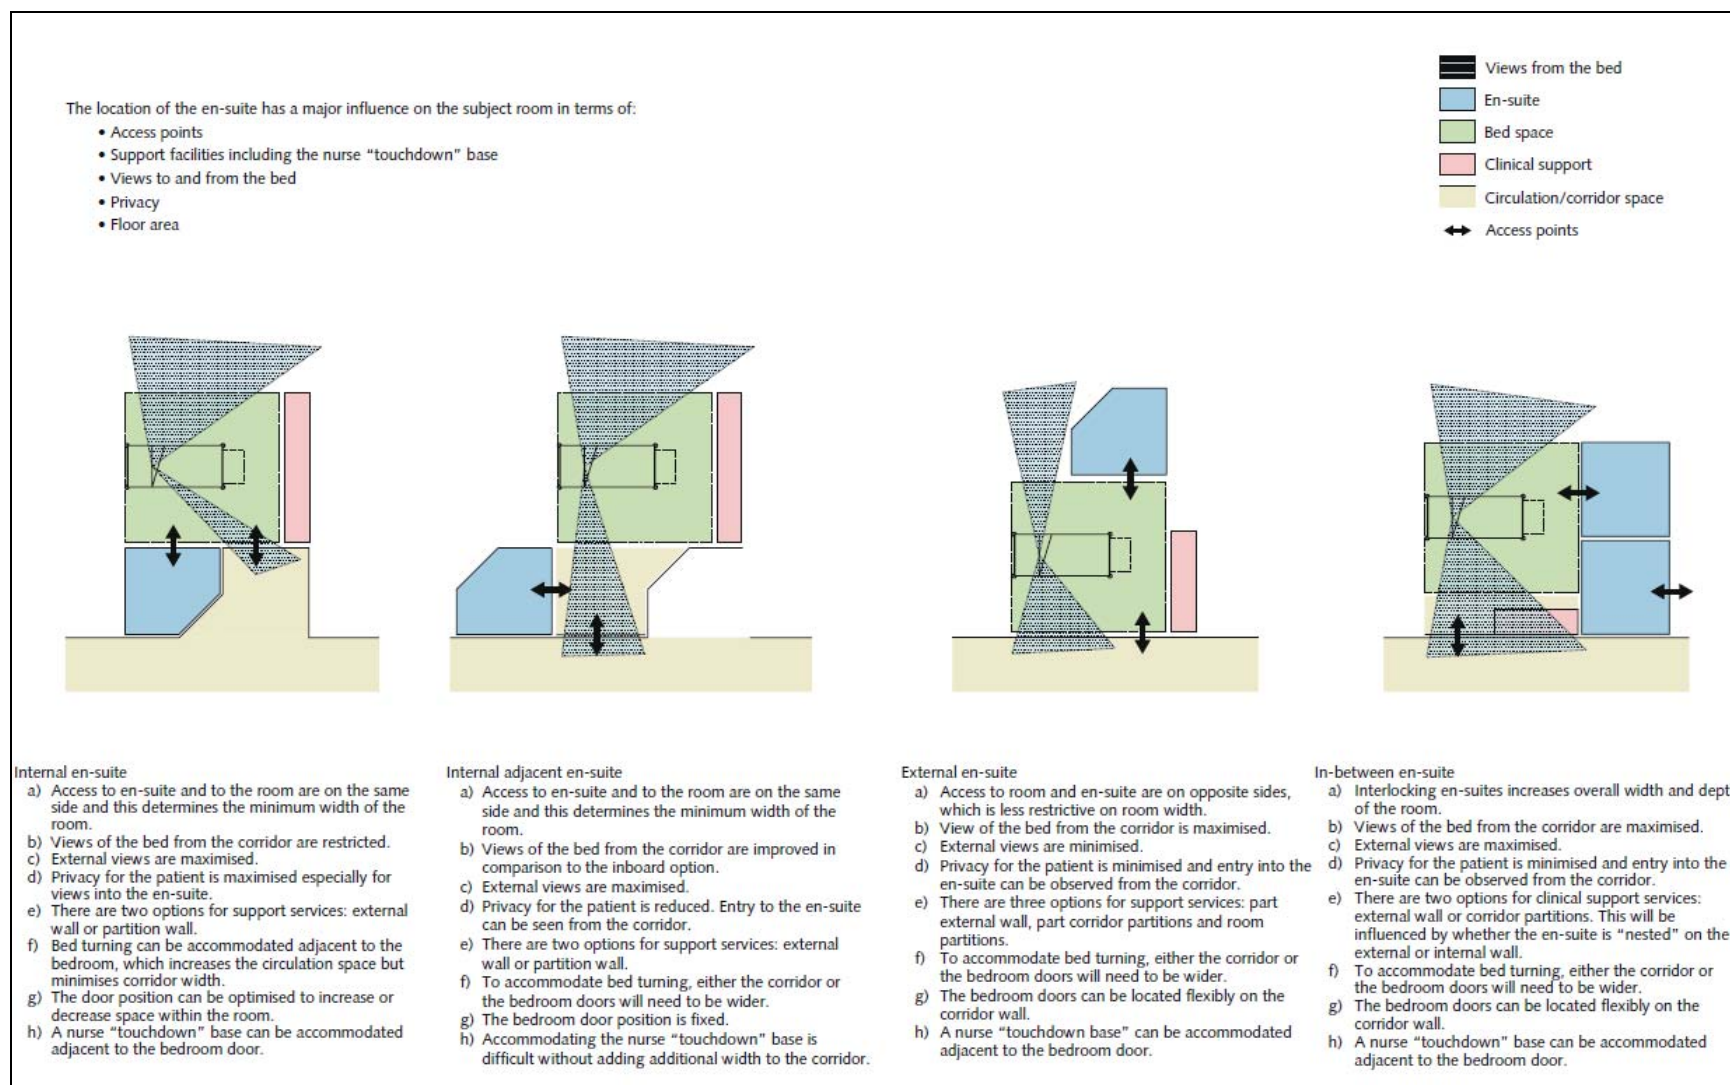 The location of the en-suite has a major influence on the subject room in terms of:
• Access points
• Support facilities including the nurse “touchdown” base
• Views to and from the bed
• Privacy
• Floor area
Views from the bed
En-suite
Bed space
Clinical support
Circulation/corridor space
Access points
Internal en-suite
a) Access to en-suite and to the room are on the same
side and this determines the minimum width of the
room.
b) Views of the bed from the corridor are restricted.
c) External views are maximised.
d) Privacy for the patient is maximised especially for
views into the en-suite.
e) There are two options for support services: external
wall or partition wall.
f) Bed turning can be accommodated adjacent to the
bedroom, which increases the circulation space but
minimises corridor width.
g) The door position can be optimised to increase or
decrease space within the room.
h) A nurse “touchdown” base can be accommodated
adjacent to the bedroom door.
Internal adjacent en-suite
a) Access to en-suite and to the room are on the same
side and this determines the minimum width of the
room.
b) Views of the bed from the corridor are improved in
comparison to the inboard option.
c) External views are maximised.
d) Privacy for the patient is reduced. Entry to the en-suite
can be seen from the corridor.
e) There are two options for support services: external
wall or partition wall.
f) To accommodate bed turning, either the corridor or
the bedroom doors will need to be wider.
g) The bedroom door position is fixed.
h) Accommodating the nurse “touchdown” base is
difficult without adding additional width to the corridor.
External en-suite
a) Access to room and en-suite are on opposite sides,
which is less restrictive on room width.
b) View of the bed from the corridor is maximised.
c) External views are minimised.
d) Privacy for the patient is minimised and entry into the
en-suite can be observed from the corridor.
e) There are three options for support services: part
external wall, part corridor partitions and room
partitions.
f) To accommodate bed turning, either the corridor or
the bedroom doors will need to be wider.
g) The bedroom doors can be located flexibly on the
corridor wall.
h) A nurse “touchdown base” can be accommodated
adjacent to the bedroom door.
In-between en-suite
a) Interlocking en-suites increases overall width and dept
of the room.
b) Views of the bed from the corridor are maximised.
c) External views are maximised.
d) Privacy for the patient is minimised and entry into the
en-suite can be observed from the corridor.
e) There are two options for clinical support services:
external wall or corridor partitions. This will be
influenced by whether the en-suite is “nested” on the
external or internal wall.
f) To accommodate bed turning, either the corridor or
the bedroom doors will need to be wider.
g) The bedroom doors can be located flexibly on the
corridor wall.
h) A nurse “touchdown” base can be accommodated
adjacent to the bedroom door.